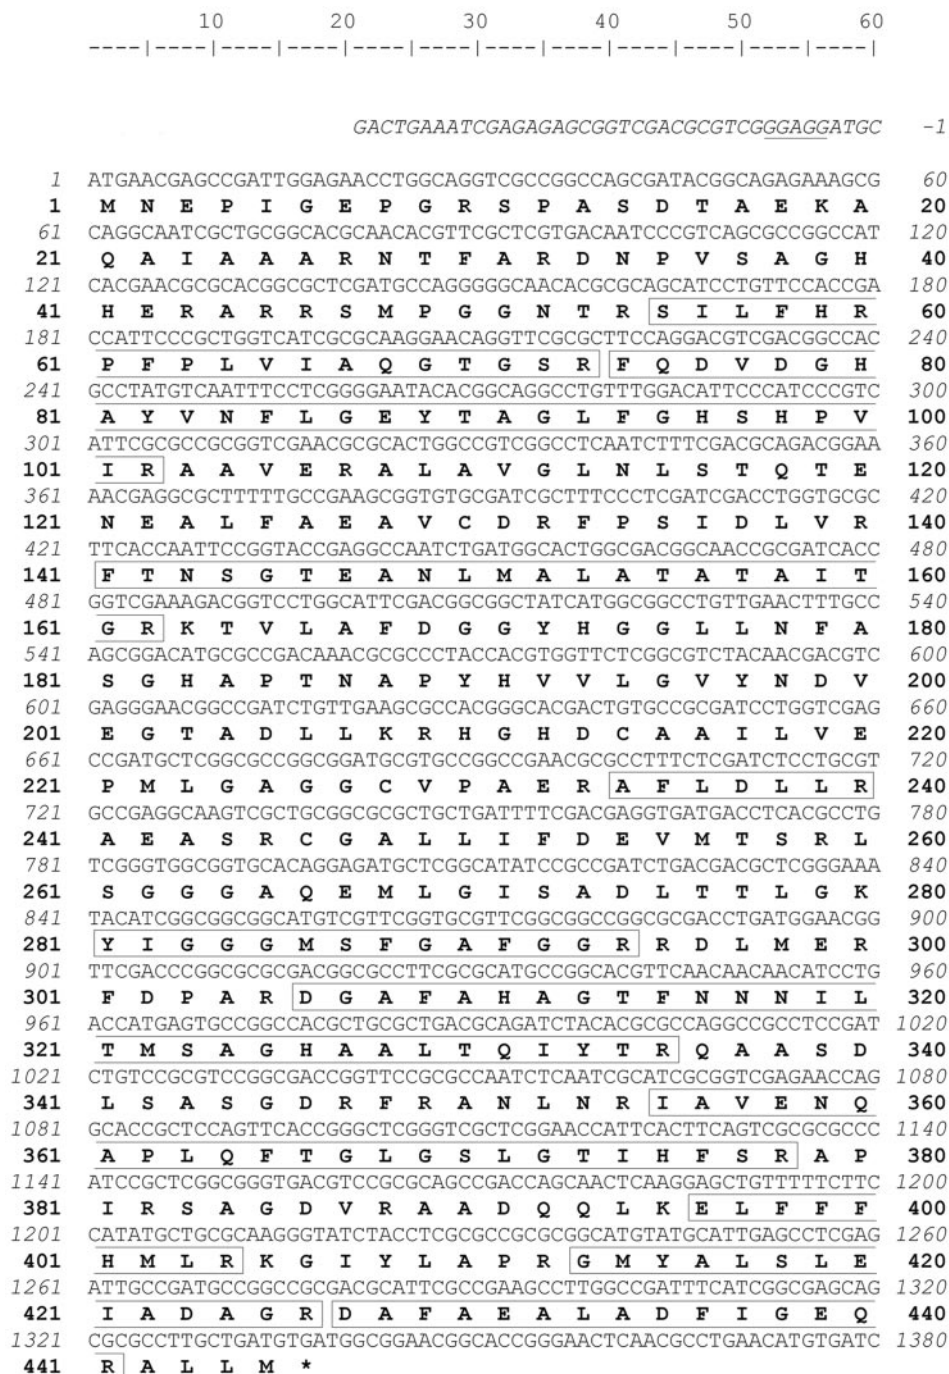 10 20 30 40 50 60
----|----|----|----|----|----|----|----|----|----|----|----|
GACTGAAATCGAGAGAGCGGTCGACGCGTCGGGAGGATGC -1
1 ATGAACGAGCCGATTGGAGAACCTGGCAGGTCGCCGGCCAGCGATACGGCAGAGAAAGCG 60
1 M N E P I G E P G R S P A S D T A E K A 20
61 CAGGCAATCGCTGCGGCACGCAACACGTTCGCTCGTGACAATCCCGTCAGCGCCGGCCAT 120
21 Q A I A A A R N T F A R D N P V S A G H 40
121 CACGAACGCGCACGGCGCTCGATGCCAGGGGGCAACACGCGCAGCATCCTGTTCCACCGA 180
41 H E R A R R S M P G G N T R S I L F H R 60
181 CCATTCCCGCTGGTCATCGCGCAAGGAACAGGTTCGCGCTTCCAGGACGTCGACGGCCAC 240
61 P F P L V I A Q G T G S R F Q D V D G H 80
241 GCCTATGTCAATTTCCTCGGGGAATACACGGCAGGCCTGTTTGGACATTCCCATCCCGTC 300
81 A Y V N F L G E Y T A G L F G H S H P V 100
301 ATTCGCGCCGCGGTCGAACGCGCACTGGCCGTCGGCCTCAATCTTTCGACGCAGACGGAA 360
101 I R A A V E R A L A V G L N L S T Q T E 120
361 AACGAGGCGCTTTTTGCCGAAGCGGTGTGCGATCGCTTTCCCTCGATCGACCTGGTGCGC 420
121 N E A L F A E A V C D R F P S I D L V R 140
421 TTCACCAATTCCGGTACCGAGGCCAATCTGATGGCACTGGCGACGGCAACCGCGATCACC 480
141 F T N S G T E A N L M A L A T A T A I T 160
481 GGTCGAAAGACGGTCCTGGCATTCGACGGCGGCTATCATGGCGGCCTGTTGAACTTTGCC 540
161 G R K T V L A F D G G Y H G G L L N F A 180
541 AGCGGACATGCGCCGACAAACGCGCCCTACCACGTGGTTCTCGGCGTCTACAACGACGTC 600
181 S G H A P T N A P Y H V V L G V Y N D V 200
601 GAGGGAACGGCCGATCTGTTGAAGCGCCACGGGCACGACTGTGCCGCGATCCTGGTCGAG 660
201 E G T A D L L K R H G H D C A A I L V E 220
661 CCGATGCTCGGCGCCGGCGGATGCGTGCCGGCCGAACGCGCCTTTCTCGATCTCCTGCGT 720
221 P M L G A G G C V P A E R A F L D L L R 240
721 GCCGAGGCAAGTCGCTGCGGCGCGCTGCTGATTTTCGACGAGGTGATGACCTCACGCCTG 780
241 A E A S R C G A L L I F D E V M T S R L 260
781 TCGGGTGGCGGTGCACAGGAGATGCTCGGCATATCCGCCGATCTGACGACGCTCGGGAAA 840
261 S G G G A Q E M L G I S A D L T T L G K 280
841 TACATCGGCGGCGGCATGTCGTTCGGTGCGTTCGGCGGCCGGCGCGACCTGATGGAACGG 900
281 Y I G G G M S F G A F G G R R D L M E R 300
901 TTCGACCCGGCGCGCGACGGCGCCTTCGCGCATGCCGGCACGTTCAACAACAACATCCTG 960
301 F D P A R D G A F A H A G T F N N N I L 320
961 ACCATGAGTGCCGGCCACGCTGCGCTGACGCAGATCTACACGCGCCAGGCCGCCTCCGAT 1020
321 T M S A G H A A L T Q I Y T R Q A A S D 340
1021 CTGTCCGCGTCCGGCGACCGGTTCCGCGCCAATCTCAATCGCATCGCGGTCGAGAACCAG 1080
341 L S A S G D R F R A N L N R I A V E N Q 360
1081 GCACCGCTCCAGTTCACCGGGCTCGGGTCGCTCGGAACCATTCACTTCAGTCGCGCGCCC 1140
361 A P L Q F T G L G S L G T I H F S R A P 380
1141 ATCCGCTCGGCGGGTGACGTCCGCGCAGCCGACCAGCAACTCAAGGAGCTGTTTTTCTTC 1200
381 I R S A G D V R A A D Q Q L K E L F F F 400
1201 CATATGCTGCGCAAGGGTATCTACCTCGCGCCGCGCGGCATGTATGCATTGAGCCTCGAG 1260
401 H M L R K G I Y L A P R G M Y A L S L E 420
1261 ATTGCCGATGCCGGCCGCGACGCATTCGCCGAAGCCTTGGCCGATTTCATCGGCGAGCAG 1320
421 I A D A G R D A F A E A L A D F I G E Q 440
1321 CGCGCCTTGCTGATGTGATGGCGGAACGGCACCGGGAACTCAACGCCTGAACATGTGATC 1380
441 R A L L M *